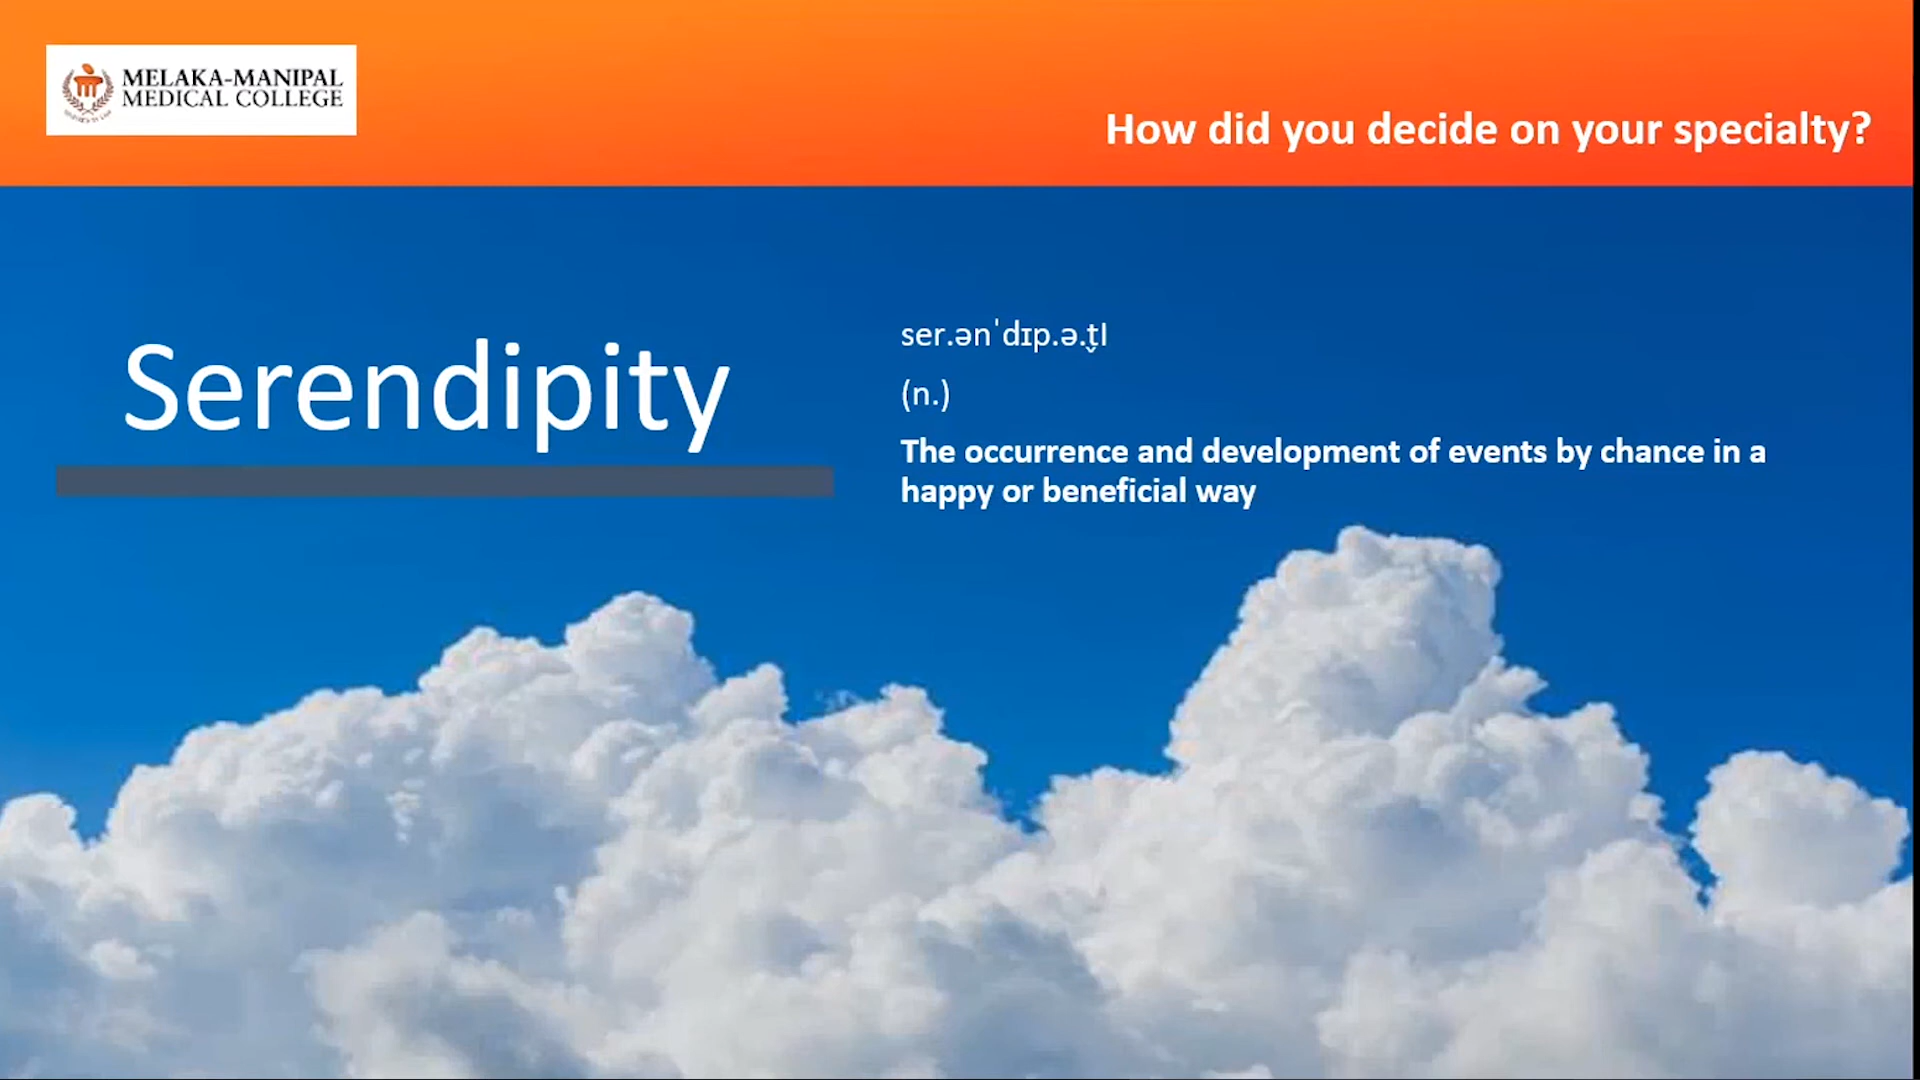 MELAKA-MANIPAL
MEDICAL COLLEGE
How did you decide on your specialty?
Serendipity
ser.ənˈdɪp.ə.t̬I
(n.)
The occurrence and development of events by chance in a
happy or beneficial way